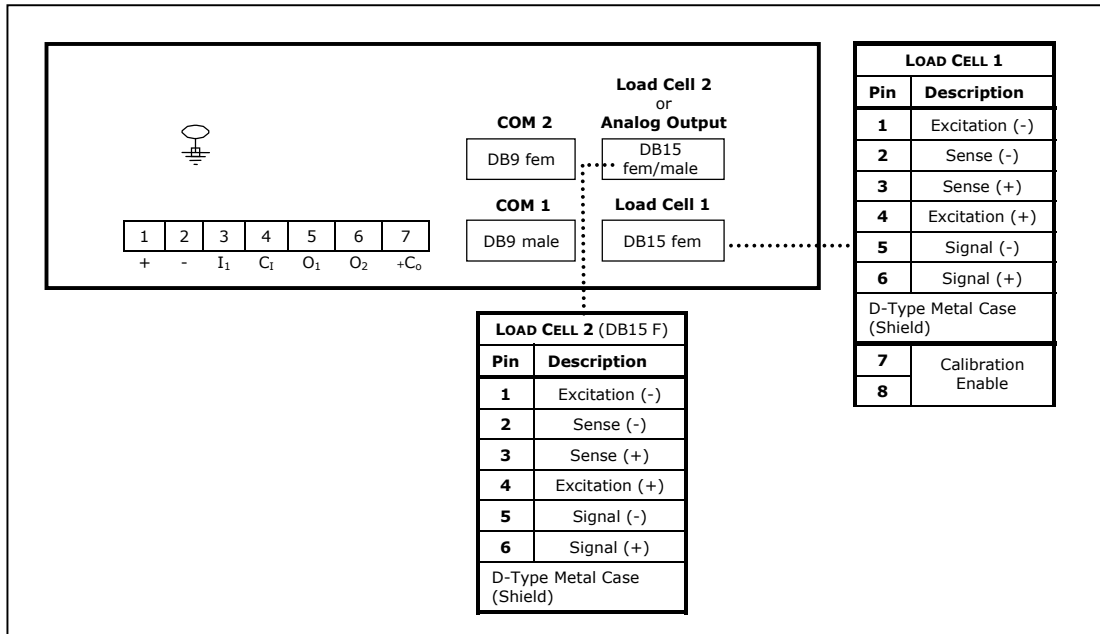 Load Cell 2
or
Analog Output
COM 2
DB15
fem/male
DB9 fem
COM 1
Load Cell 1
DB9 male
DB15 fem
1 2 3 4 5 6 7
+ - I₁ C₁ O₁ O₂ +Cₒ
LOAD CELL 1
Pin Description
1 Excitation (-)
2 Sense (-)
3 Sense (+)
4 Excitation (+)
5 Signal (-)
6 Signal (+)
D-Type Metal Case
(Shield)
7 Calibration
8 Enable
LOAD CELL 2 (DB15 F)
Pin Description
1 Excitation (-)
2 Sense (-)
3 Sense (+)
4 Excitation (+)
5 Signal (-)
6 Signal (+)
D-Type Metal Case
(Shield)